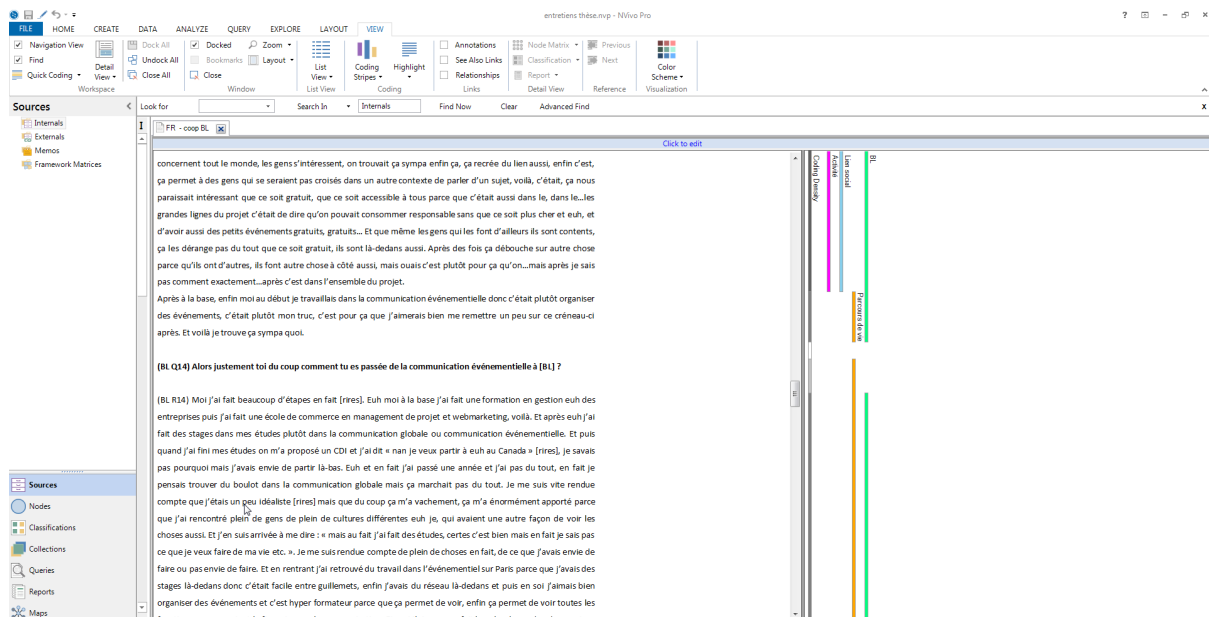 entretiens thèse.nvp - NVivo Pro
FILE HOME CREATE DATA ANALYZE QUERY EXPLORE LAYOUT VIEW
Navigation View
Find
Quick Coding
Detail View
Workspace
Dock All
Undock All
Close All
Docked
Bookmarks
Close
Zoom
Layout
Window
List View
List View
Coding Stripes
Highlight
Coding
Annotations
See Also Links
Relationships
Links
Node Matrix
Classification
Report
Detail View
Previous
Next
Reference
Color Scheme
Visualization
Sources
Look for Search In Internals Find Now Clear Advanced Find x
Internals
Externals
Memos
Framework Matrices
FR - coop BL
Click to edit
concernent tout le monde, les gens s'intéressent, on trouvait ça sympa enfin ça, ça recrée du lien aussi, enfin c'est,
ça permet à des gens qui se seraient pas croisés dans un autre contexte de parler d'un sujet, voilà, c'était, ça nous
paraissait intéressant que ce soit gratuit, que ce soit accessible à tous parce que c'était aussi dans le, dans le...les
grandes lignes du projet c'était de dire qu'on pouvait consommer responsable sans que ce soit plus cher et euh, et
d'avoir aussi des petits événements gratuits, gratuits... Et que même les gens qui les font d'ailleurs ils sont contents,
ça les dérange pas du tout que ce soit gratuit, ils sont là-dedans aussi. Après des fois ça débouche sur autre chose
parce qu'ils ont d'autres, ils font autre chose à côté aussi, mais ouais c'est plutôt pour ça qu'on...mais après je sais
pas comment exactement...après c'est dans l'ensemble du projet.
Après à la base, enfin moi au début je travaillais dans la communication événementielle donc c'était plutôt organiser
des événements, c'était plutôt mon truc, c'est pour ça que j'aimerais bien me remettre un peu sur ce créneau-ci
après. Et voilà je trouve ça sympa quoi.
(BL Q14) Alors justement toi du coup comment tu es passée de la communication événementielle à [BL] ?
(BL R14) Moi j'ai fait beaucoup d'étapes en fait [rires]. Euh moi à la base j'ai fait une formation en gestion euh des
entreprises puis j'ai fait une école de commerce en management de projet et webmarketing, voilà. Et après euh j'ai
fait des stages dans mes études plutôt dans la communication globale ou communication événementielle. Et puis
quand j'ai fini mes études on m'a proposé un CDI et j'ai dit « nan je veux partir à euh au Canada » [rires], je savais
pas pourquoi mais j'avais envie de partir là-bas. Euh et en fait j'ai passé une année et j'ai pas du tout, en fait je
pensais trouver du boulot dans la communication globale mais ça marchait pas du tout. Je me suis vite rendue
compte que j'étais un peu idéaliste [rires] mais que du coup ça m'a vachement, ça m'a énormément apporté parce
que j'ai rencontré plein de gens de plein de cultures différentes euh je, qui avaient une autre façon de voir les
choses aussi. Et j'en suis arrivée à me dire : « mais au fait j'ai fait des études, certes c'est bien mais en fait je sais pas
ce que je veux faire de ma vie etc. ». Je me suis rendue compte de plein de choses en fait, de ce que j'avais envie de
faire ou pas envie de faire. Et en rentrant j'ai retrouvé du travail dans l'événementiel sur Paris parce que j'avais des
stages là-dedans donc c'était facile entre guillemets, enfin j'avais du réseau là-dedans et puis en soi j'aimais bien
organiser des événements et c'est hyper formateur parce que ça permet de voir, enfin ça permet de voir toutes les
Coding Density
Activité
Lien social
Parcours de vie
BL
Sources
Nodes
Classifications
Collections
Queries
Reports
Maps